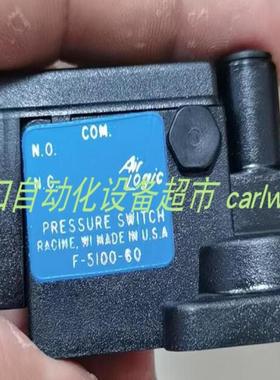 COM.
N.O.
Air
Logic
N.C.
口自动化设备超市 carlw
PRESSURE SWITCH
RACINE, WI MADE IN U.S.A
F-5100-60